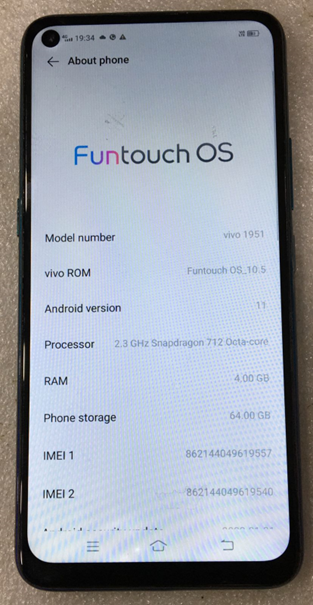 19:34
← About phone
Funtouch OS
Model number vivo 1951
vivo ROM Funtouch OS_10.5
Android version 11
Processor 2.3 GHz Snapdragon 712 Octa-core
RAM 4.00 GB
Phone storage 64.00 GB
IMEI 1 862144049619557
IMEI 2 862144049619540